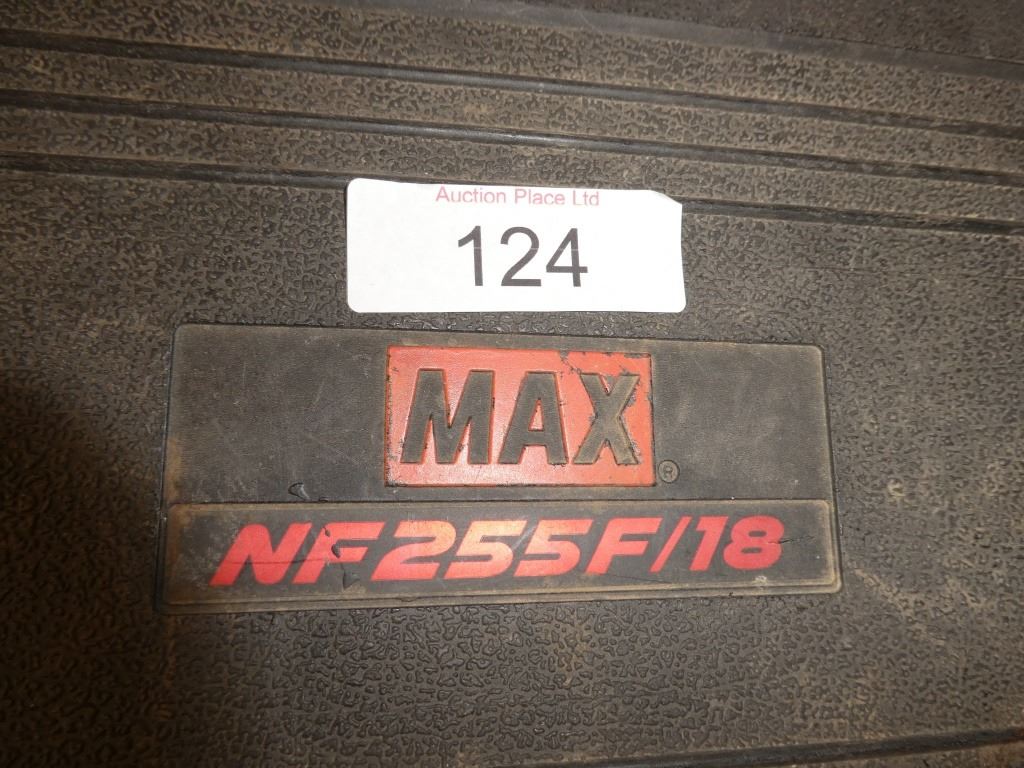 Auction Place Ltd
124
MAX®
NF255F/18